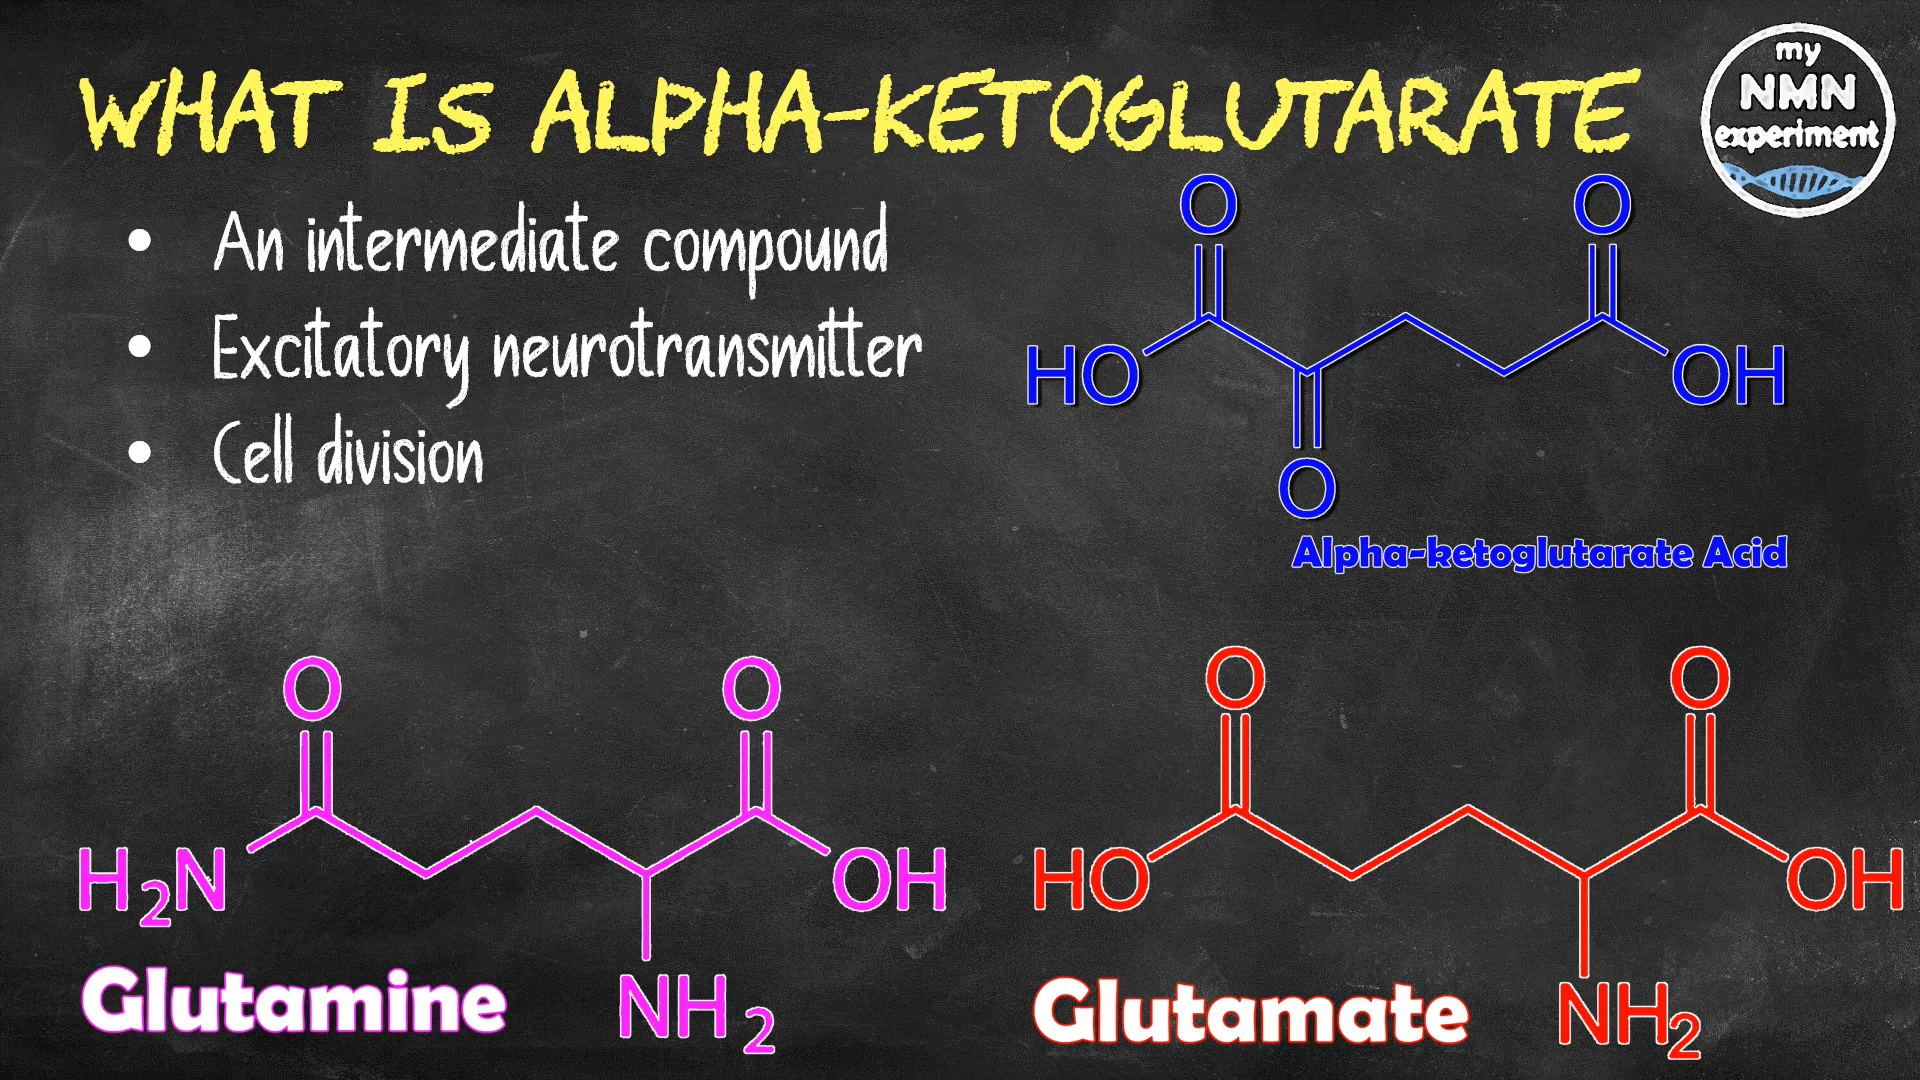 WHAT IS ALPHA-KETOGLUTARATE
my
NMN
experiment
• An intermediate compound
• Excitatory neurotransmitter
• Cell division
O O
HO OH
O
Alpha-ketoglutarate Acid
O O
H2N OH
NH2
Glutamine
O O
HO OH
NH2
Glutamate